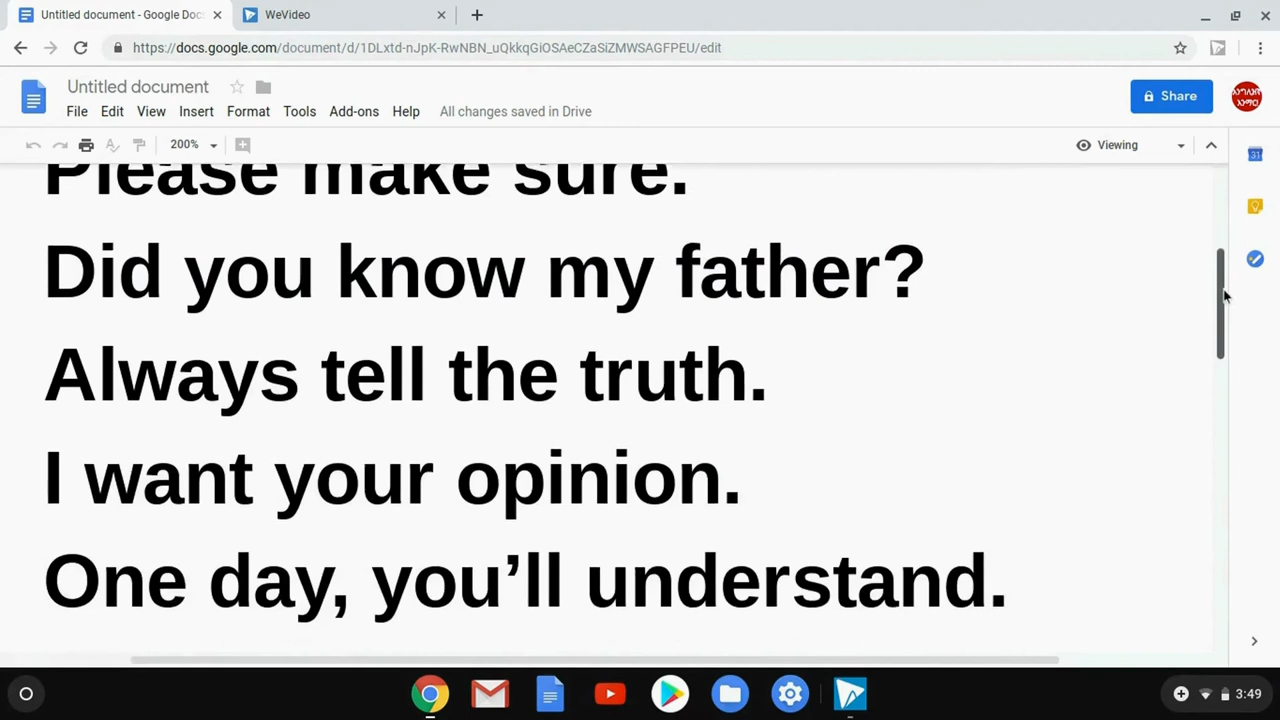 Untitled document - Google Doc
WeVideo
https://docs.google.com/document/d/1DLxtd-nJpK-RwNBN_uQkkqGiOSAeCZaSiZMWSAGFPEU/edit
Untitled document
File Edit View Insert Format Tools Add-ons Help All changes saved in Drive
Share
200%
Viewing
31
Please make sure.
Did you know my father?
Always tell the truth.
I want your opinion.
One day, you’ll understand.
3:49